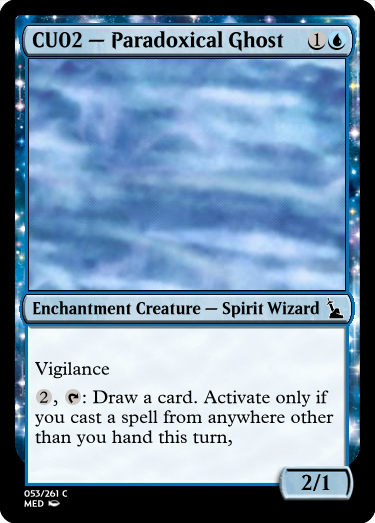 CU02 — Paradoxical Ghost 1
Enchantment Creature — Spirit Wizard
Vigilance
2, : Draw a card. Activate only if
you cast a spell from anywhere other
than you hand this turn,
2/1
053/261 C
MED